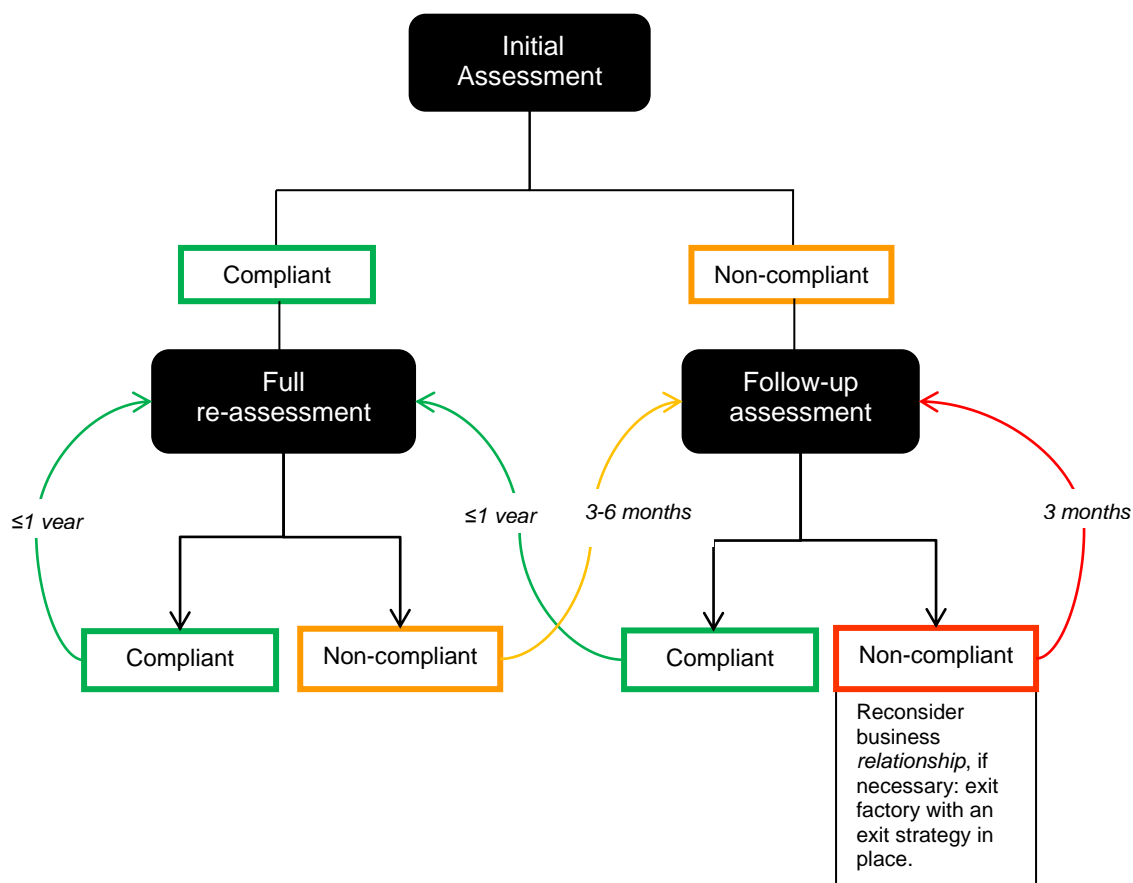 Initial
Assessment
Compliant
Non-compliant
Full
re-assessment
Follow-up
assessment
≤1 year
≤1 year
3-6 months
3 months
Compliant
Non-compliant
Compliant
Non-compliant
Reconsider
business
relationship, if
necessary: exit
factory with an
exit strategy in
place.